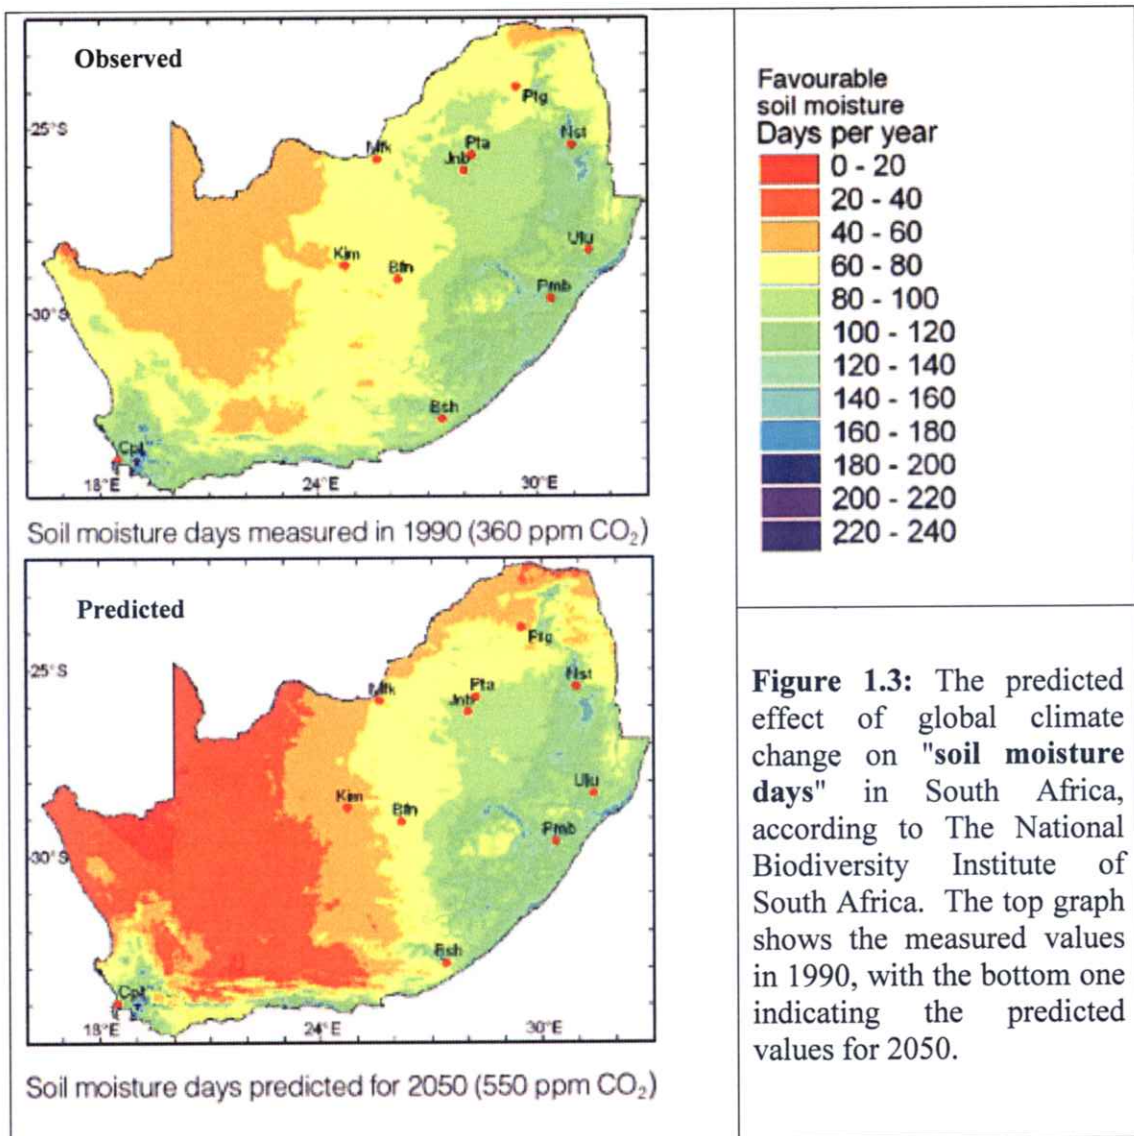 Observed
25°S
30°S
Ptg
Nst
Pta
Jnb
Mfk
Ulu
Kim
Bfn
Pmb
Bsh
Cpt
18°E
24°E
30°E
Soil moisture days measured in 1990 (360 ppm CO₂)
Predicted
25°S
30°S
Ptg
Nst
Pta
Jnb
Mfk
Ulu
Kim
Bfn
Pmb
Bsh
Cpt
18°E
24°E
30°E
Soil moisture days predicted for 2050 (550 ppm CO₂)
Favourable
soil moisture
Days per year
0 - 20
20 - 40
40 - 60
60 - 80
80 - 100
100 - 120
120 - 140
140 - 160
160 - 180
180 - 200
200 - 220
220 - 240
Figure 1.3: The predicted
effect of global climate
change on "soil moisture
days" in South Africa,
according to The National
Biodiversity Institute of
South Africa. The top graph
shows the measured values
in 1990, with the bottom one
indicating the predicted
values for 2050.